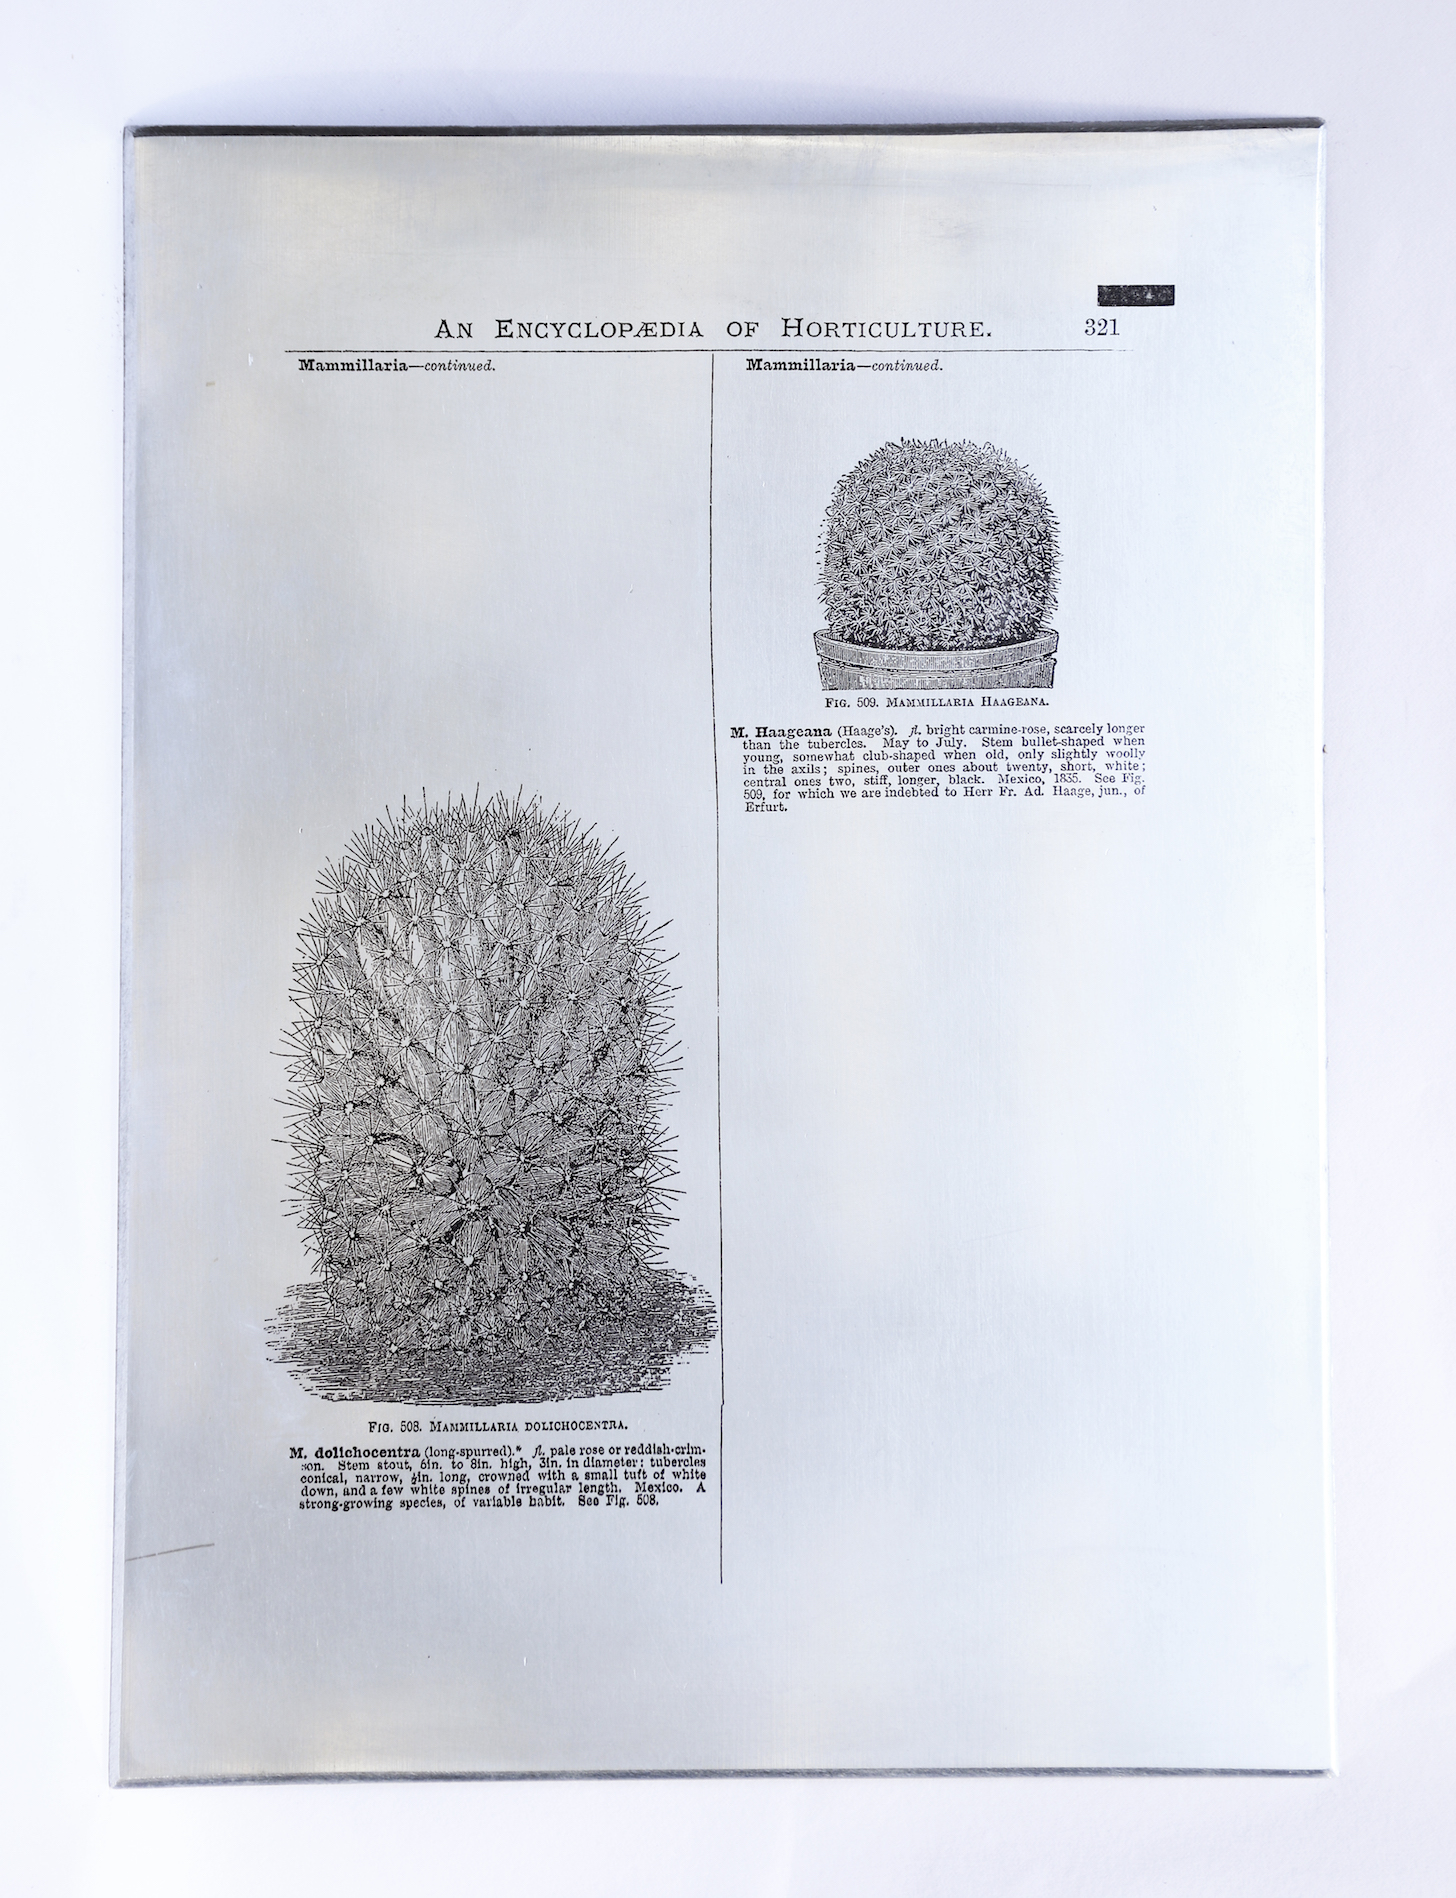 An Encyclopædia of Horticulture. 321
Mammillaria—continued.
Fig. 508. Mammillaria dolichocentra.
M. dolichocentra (long-spurred).* fl. pale rose or reddish-crim-
son. Stem stout, 6in. to 8in. high, 3in. in diameter; tubercles
conical, narrow, ½in. long, crowned with a small tuft of white
down, and a few white spines of irregular length. Mexico. A
strong-growing species, of variable habit. See Fig. 508.
Mammillaria—continued.
Fig. 509. Mammillaria Haageana.
M. Haageana (Haage's). fl. bright carmine-rose, scarcely longer
than the tubercles. May to July. Stem bullet-shaped when
young, somewhat club-shaped when old, only slightly woolly
in the axils; spines, outer ones about twenty, short, white;
central ones two, stiff, longer, black. Mexico, 1835. See Fig.
509, for which we are indebted to Herr Fr. Ad. Haage, jun., of
Erfurt.